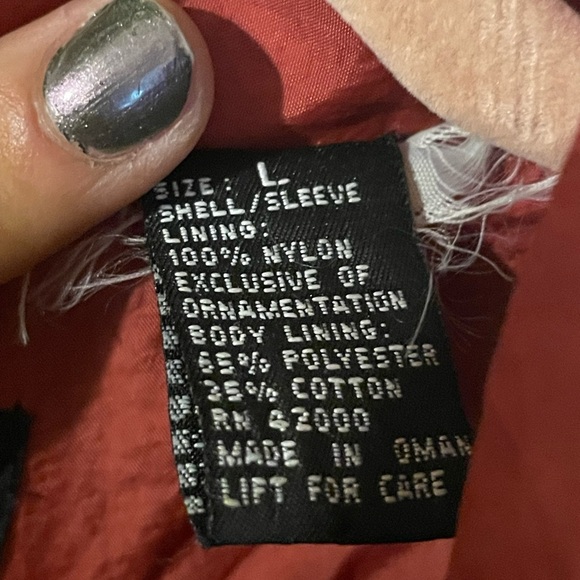 SIZE: L
SHELL/SLEEVE
LINING:
100% NYLON
EXCLUSIVE OF
ORNAMENTATION
BODY LINING:
65% POLYESTER
35% COTTON
RN 42000
MADE IN OMAN
LIFT FOR CARE